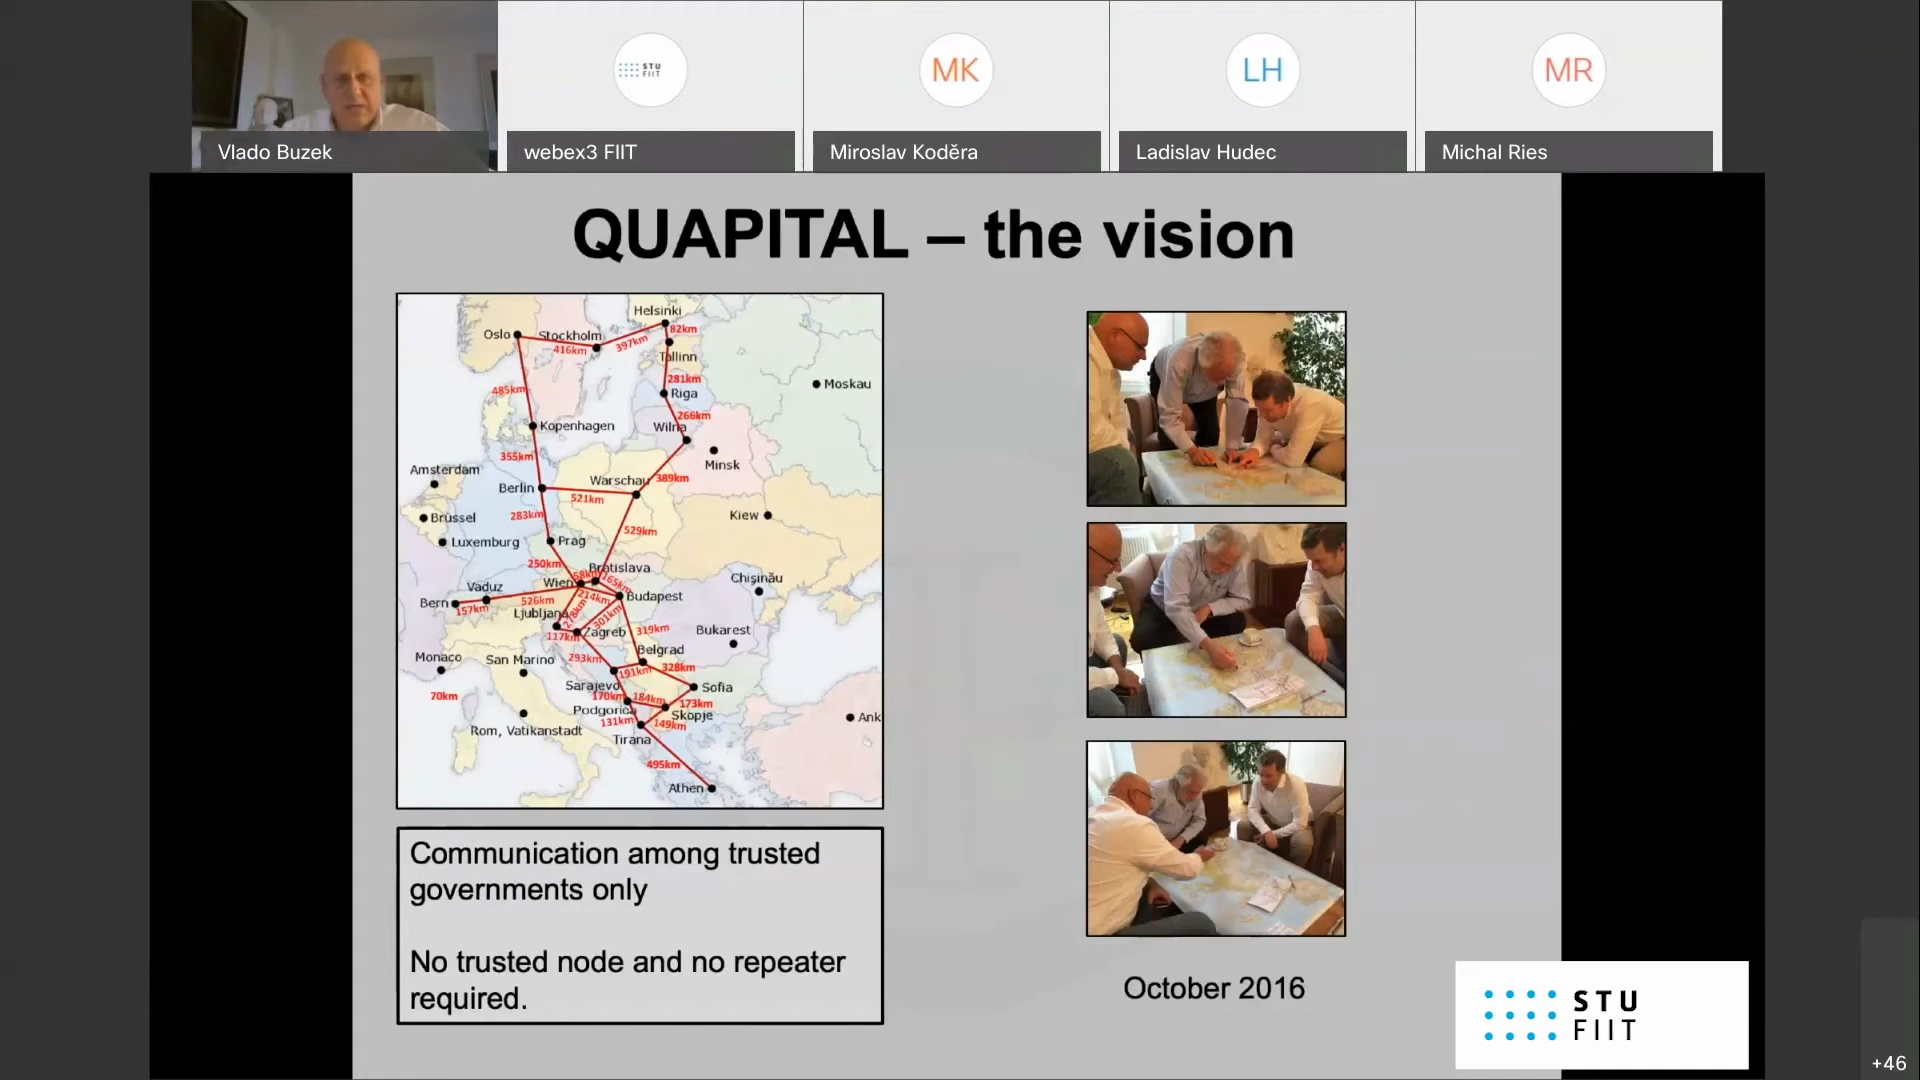 STU
FIIT
MK
LH
MR
Vlado Buzek
webex3 FIIT
Miroslav Koděra
Ladislav Hudec
Michal Ries
QUAPITAL – the vision
Helsinki
Oslo
Stockholm
82km
416km
397km
Tallinn
281km
Moskau
485km
Riga
266km
Kopenhagen
Wilna
355km
Minsk
Amsterdam
Berlin
Warschau
389km
521km
Brüssel
283km
529km
Kiew
Luxemburg
Prag
250km
Bratislava
Wien
58km
165km
Chişinău
Vaduz
Bern
157km
526km
214km
Budapest
Ljubljana
301km
117km
Zagreb
319km
Bukarest
Monaco
San Marino
293km
Belgrad
191km
328km
70km
Sarajevo
170km
184km
Sofia
173km
Podgorica
Skopje
131km
149km
Ank
Rom, Vatikanstadt
Tirana
495km
Athen
Communication among trusted
governments only
No trusted node and no repeater
required.
October 2016
STU
FIIT
+46